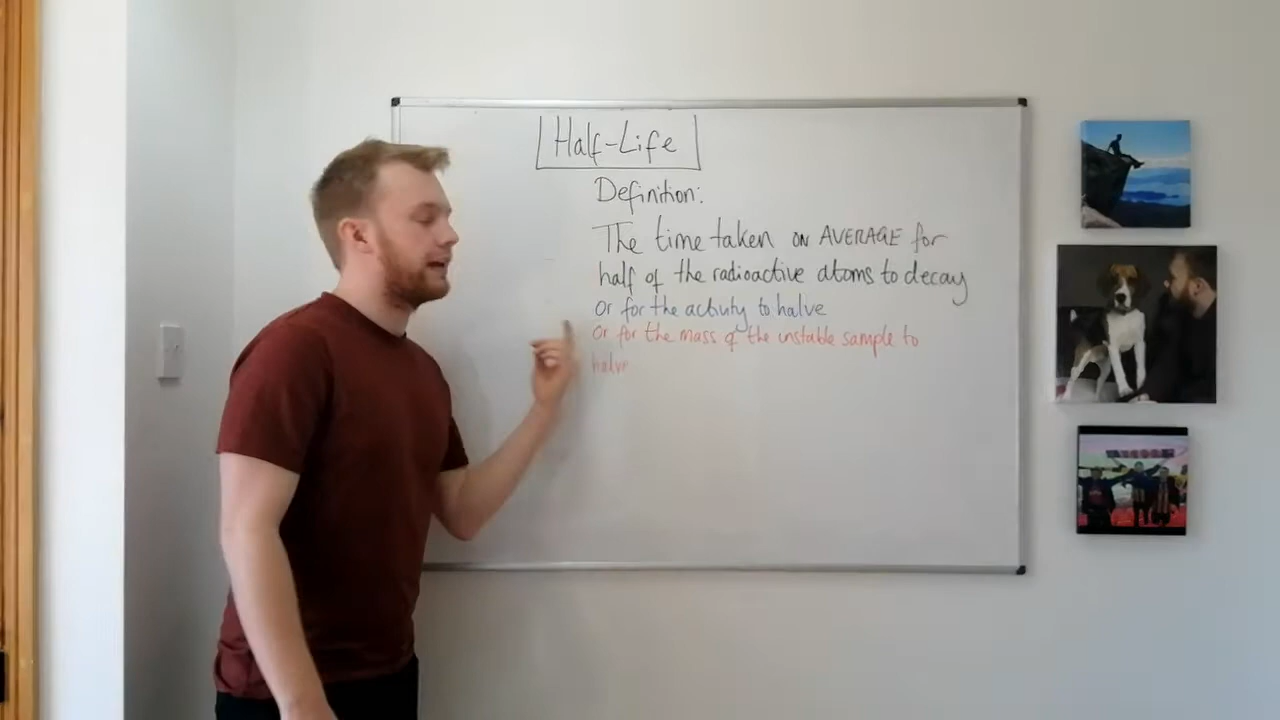 Half-Life
Definition:
The time taken on AVERAGE for
half of the radioactive atoms to decay
Or for the activity to halve
Or for the mass of the unstable sample to
halve